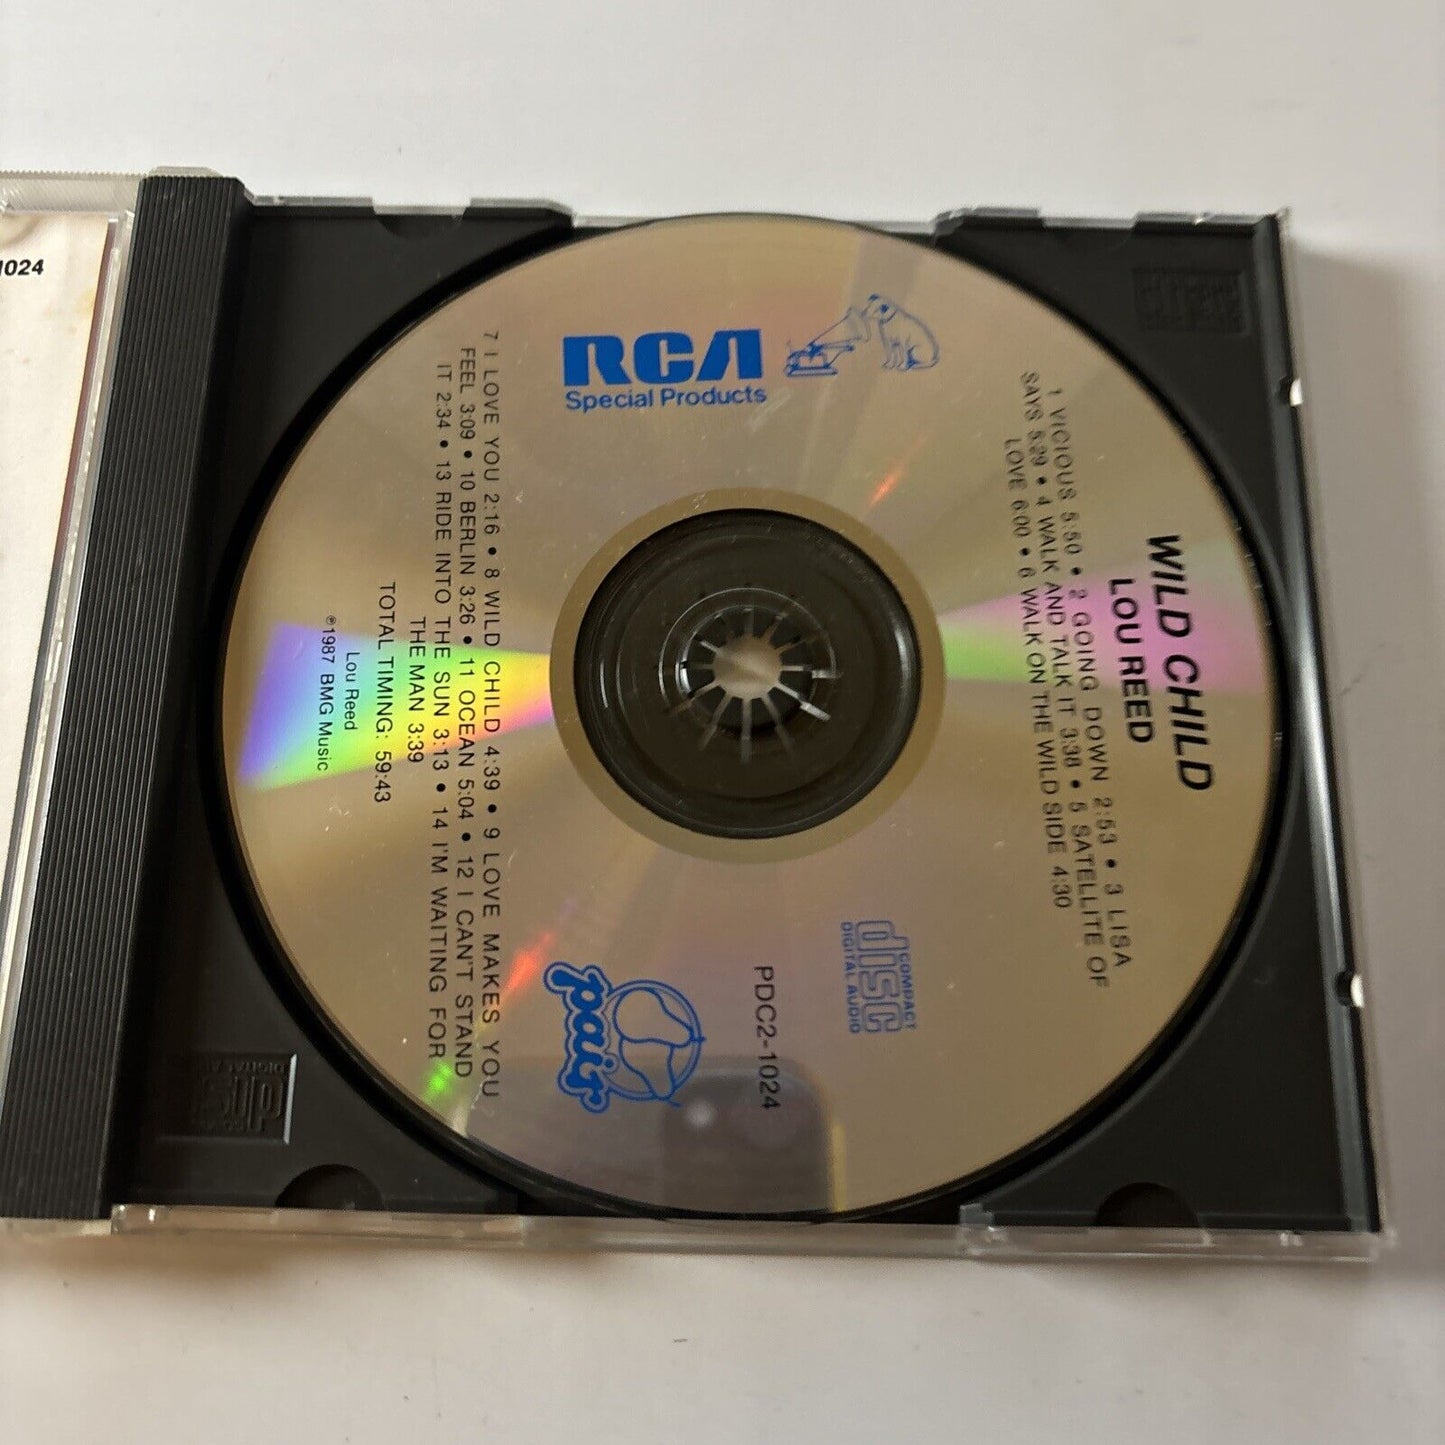 1024
RCA
Special Products
WILD CHILD
LOU REED
1 VICIOUS 5:50 • 2 GOING DOWN 2:53 • 3 LISA
SAYS 5:29 • 4 WALK AND TALK IT 3:38 • 5 SATELLITE OF
LOVE 6:00 • 6 WALK ON THE WILD SIDE 4:30
COMPACT
disc
DIGITAL AUDIO
PDC2-1024
pair
7 I LOVE YOU 2:16 • 8 WILD CHILD 4:39 • 9 LOVE MAKES YOU
FEEL 3:09 • 10 BERLIN 3:26 • 11 OCEAN 5:04 • 12 I CAN'T STAND
IT 2:34 • 13 RIDE INTO THE SUN 3:13 • 14 I'M WAITING FOR
THE MAN 3:39
TOTAL TIMING: 59:43
Lou Reed
℗1987 BMG Music